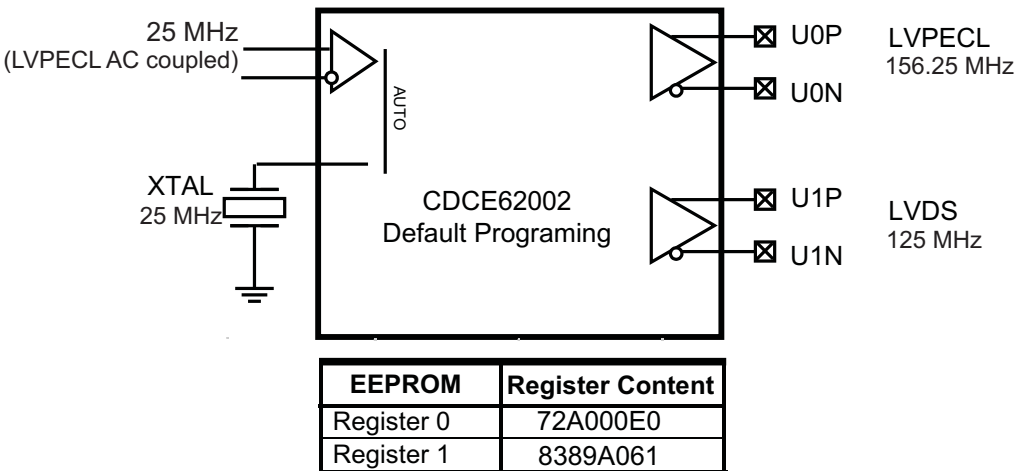 25 MHz
(LVPECL AC coupled)
AUTO
XTAL
25 MHz
CDCE62002
Default Programing
U0P
U0N
LVPECL
156.25 MHz
U1P
U1N
LVDS
125 MHz
EEPROM Register Content
Register 0 72A000E0
Register 1 8389A061